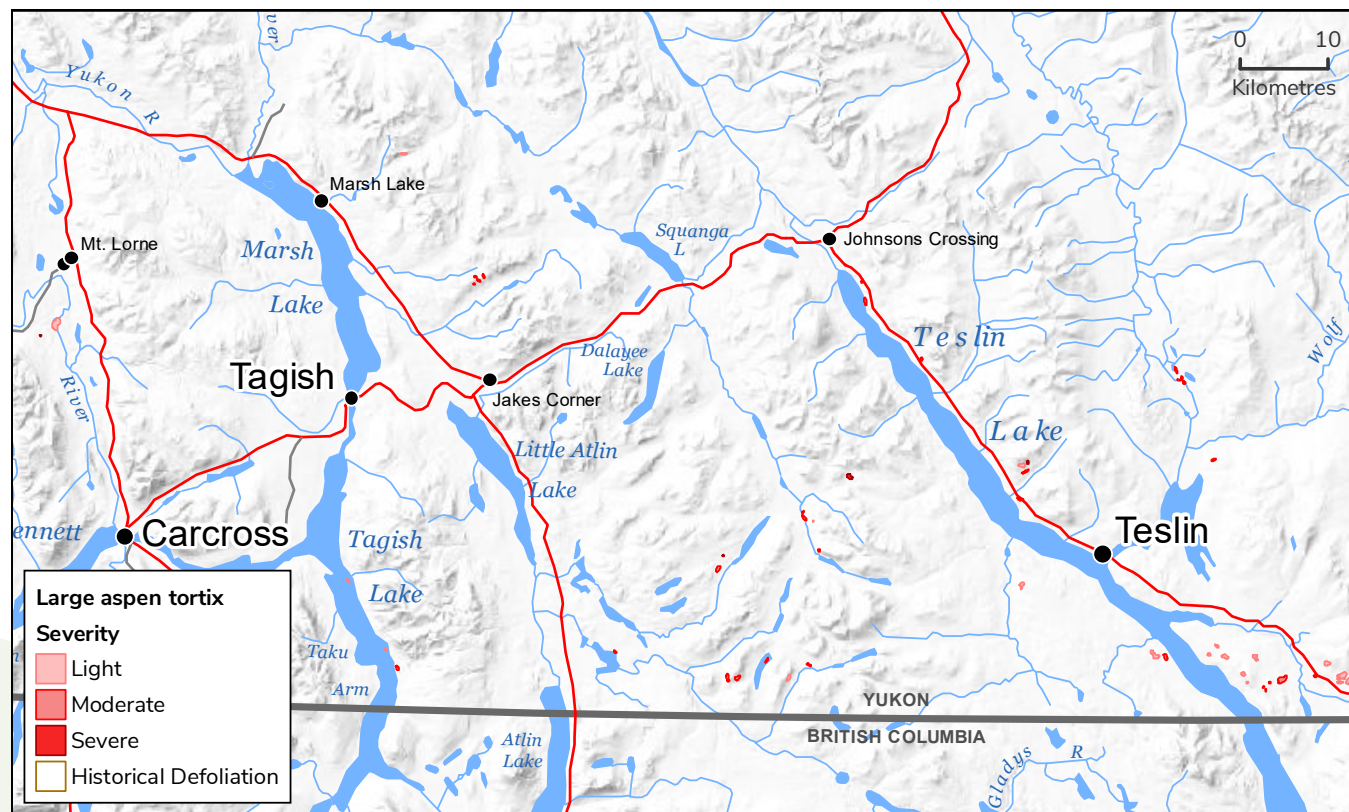 0 10
Kilometres
iver
Yukon R
Marsh Lake
Mt. Lorne
Marsh
Lake
Squanga
L
Johnsons Crossing
Teslin
Lake
Wolf
Dalayee
Lake
Tagish
Jakes Corner
River
Little Atlin
Lake
ennett
Carcross
Tagish
Lake
Teslin
Taku
Arm
Large aspen tortix
Severity
Light
Moderate
Severe
Historical Defoliation
YUKON
BRITISH COLUMBIA
Atlin
Lake
Gladys R